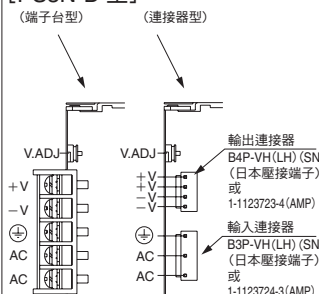 （端子台型）
（連接器型）
V.ADJ
+V
−V
AC
AC
V.ADJ
+V
+V
−V
−V
AC
AC
輸出連接器
B4P-VH(LH) (SN
（日本壓接端子）
或
1-1123723-4(AMP)
輸入連接器
B3P-VH(LH) (SN
（日本壓接端子）
或
1-1123724-3(AMP)